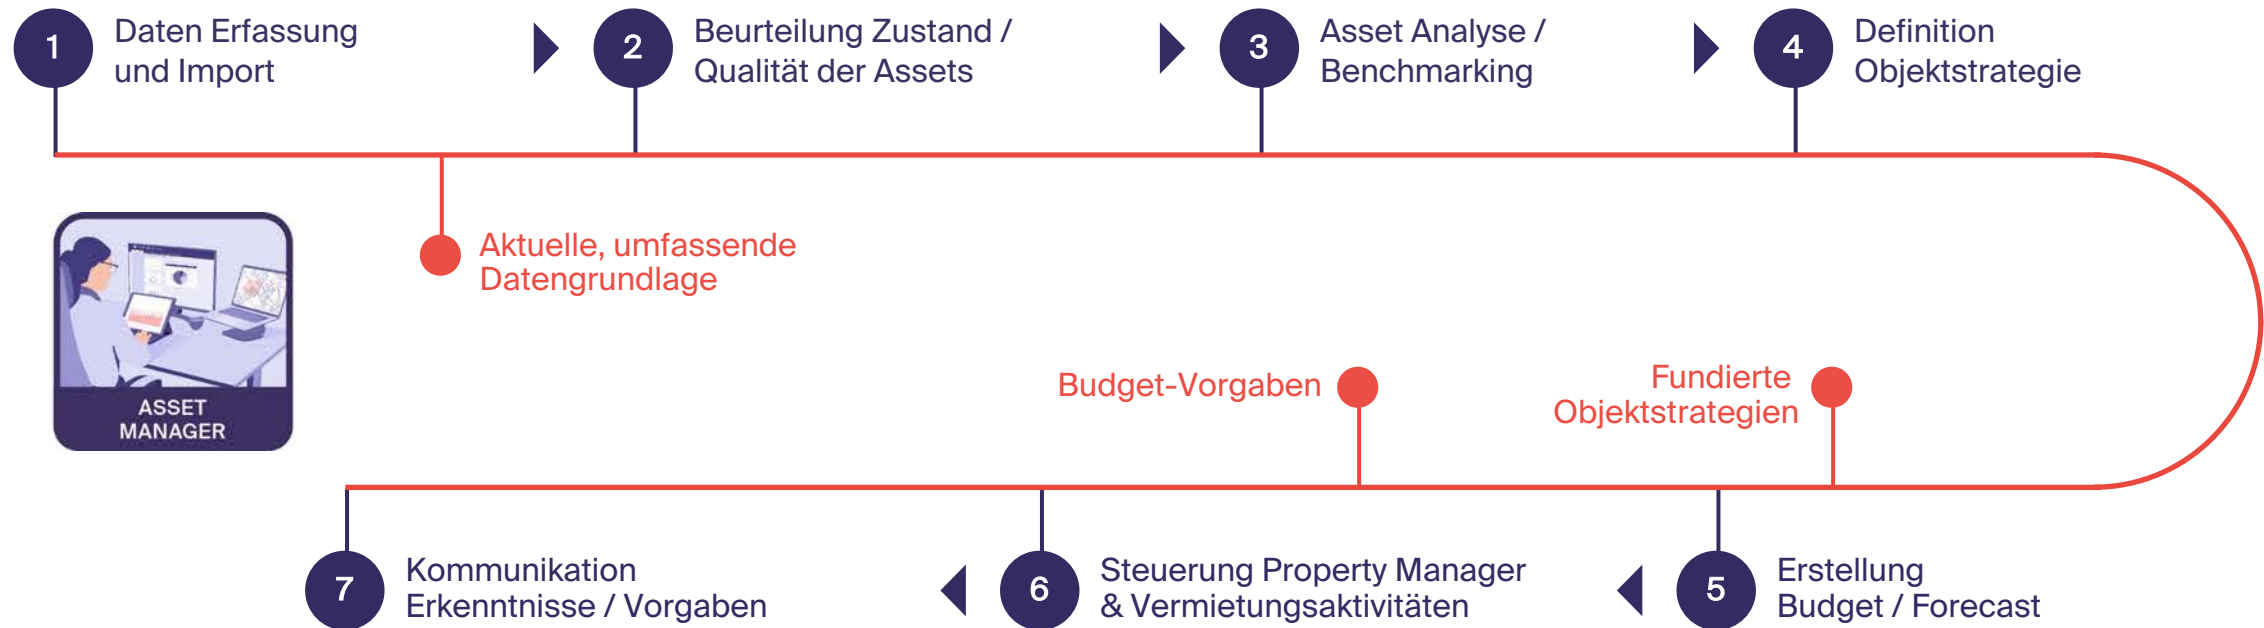 1
Daten Erfassung
und Import
2
Beurteilung Zustand /
Qualität der Assets
3
Asset Analyse /
Benchmarking
4
Definition
Objektstrategie
Aktuelle, umfassende
Datengrundlage
ASSET
MANAGER
Budget-Vorgaben
Fundierte
Objektstrategien
5
Erstellung
Budget / Forecast
6
Steuerung Property Manager
& Vermietungsaktivitäten
7
Kommunikation
Erkenntnisse / Vorgaben